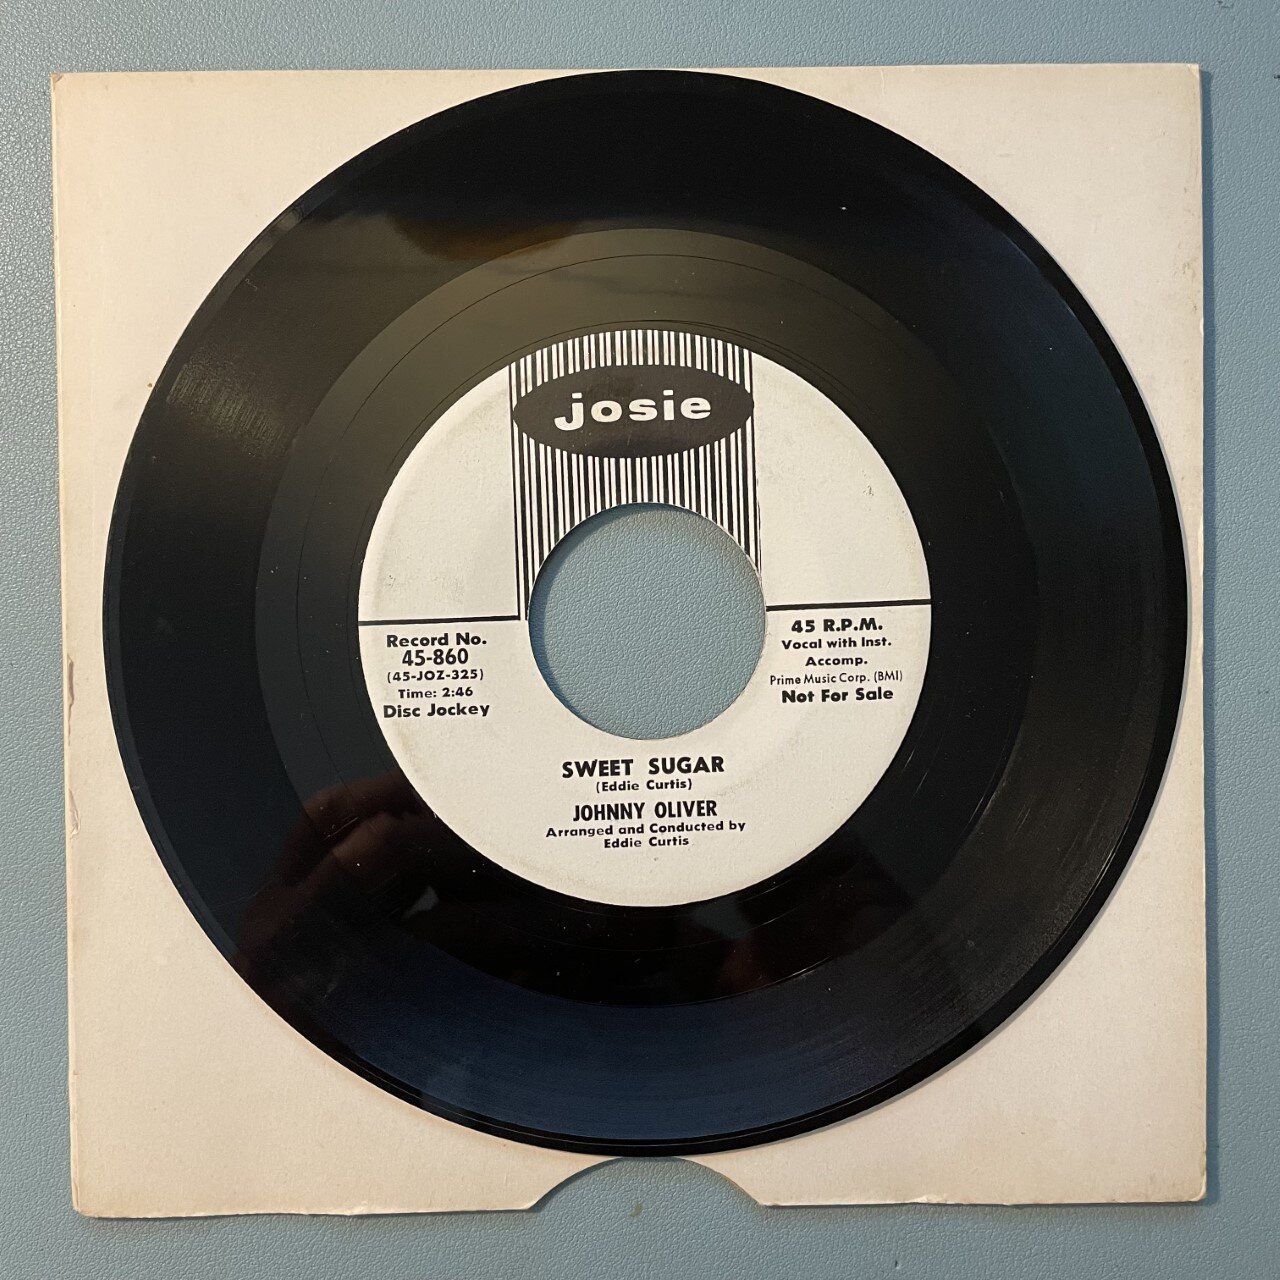 josie
Record No.
45-860
(45-JOZ-325)
Time: 2:46
Disc Jockey
45 R.P.M.
Vocal with Inst.
Accomp.
Prime Music Corp. (BMI)
Not For Sale
SWEET SUGAR
(Eddie Curtis)
JOHNNY OLIVER
Arranged and Conducted by
Eddie Curtis